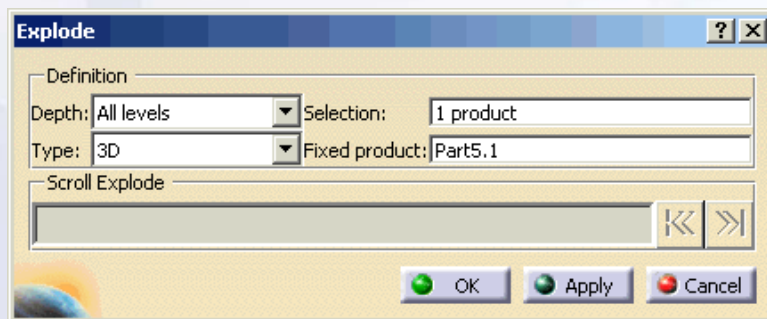 Explode
Definition
Depth: All levels Selection: 1 product
Type: 3D Fixed product: Part5.1
Scroll Explode
OK Apply Cancel